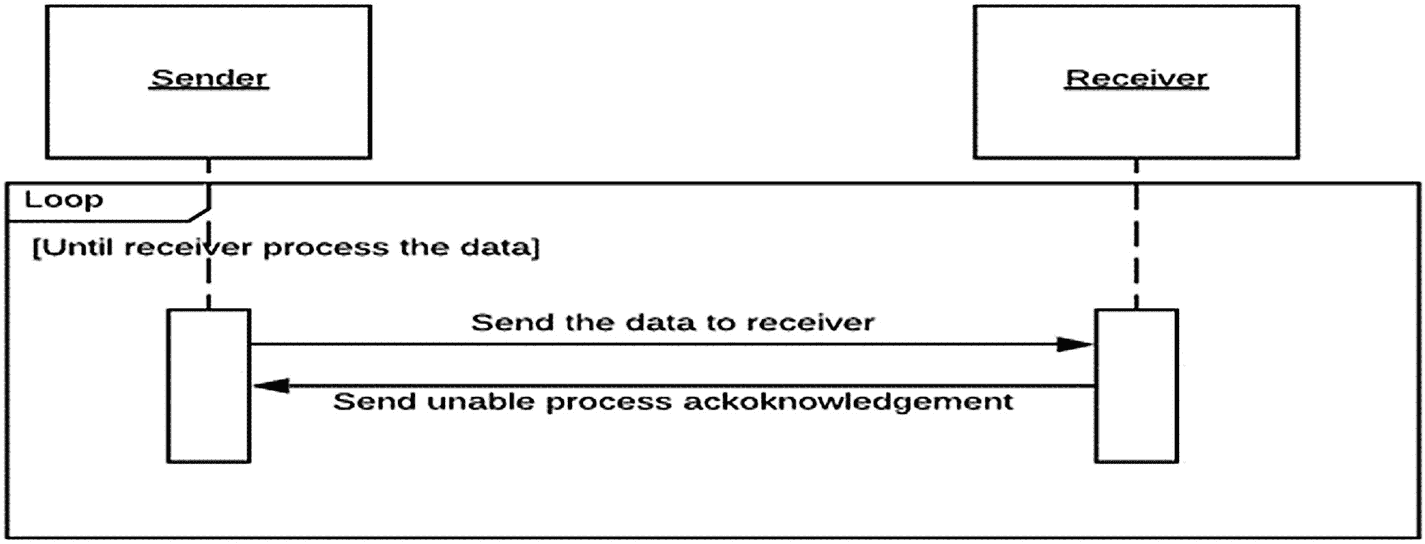 Sender
Receiver
Loop
[Until receiver process the data]
Send the data to receiver
Send unable process ackoknowledgement